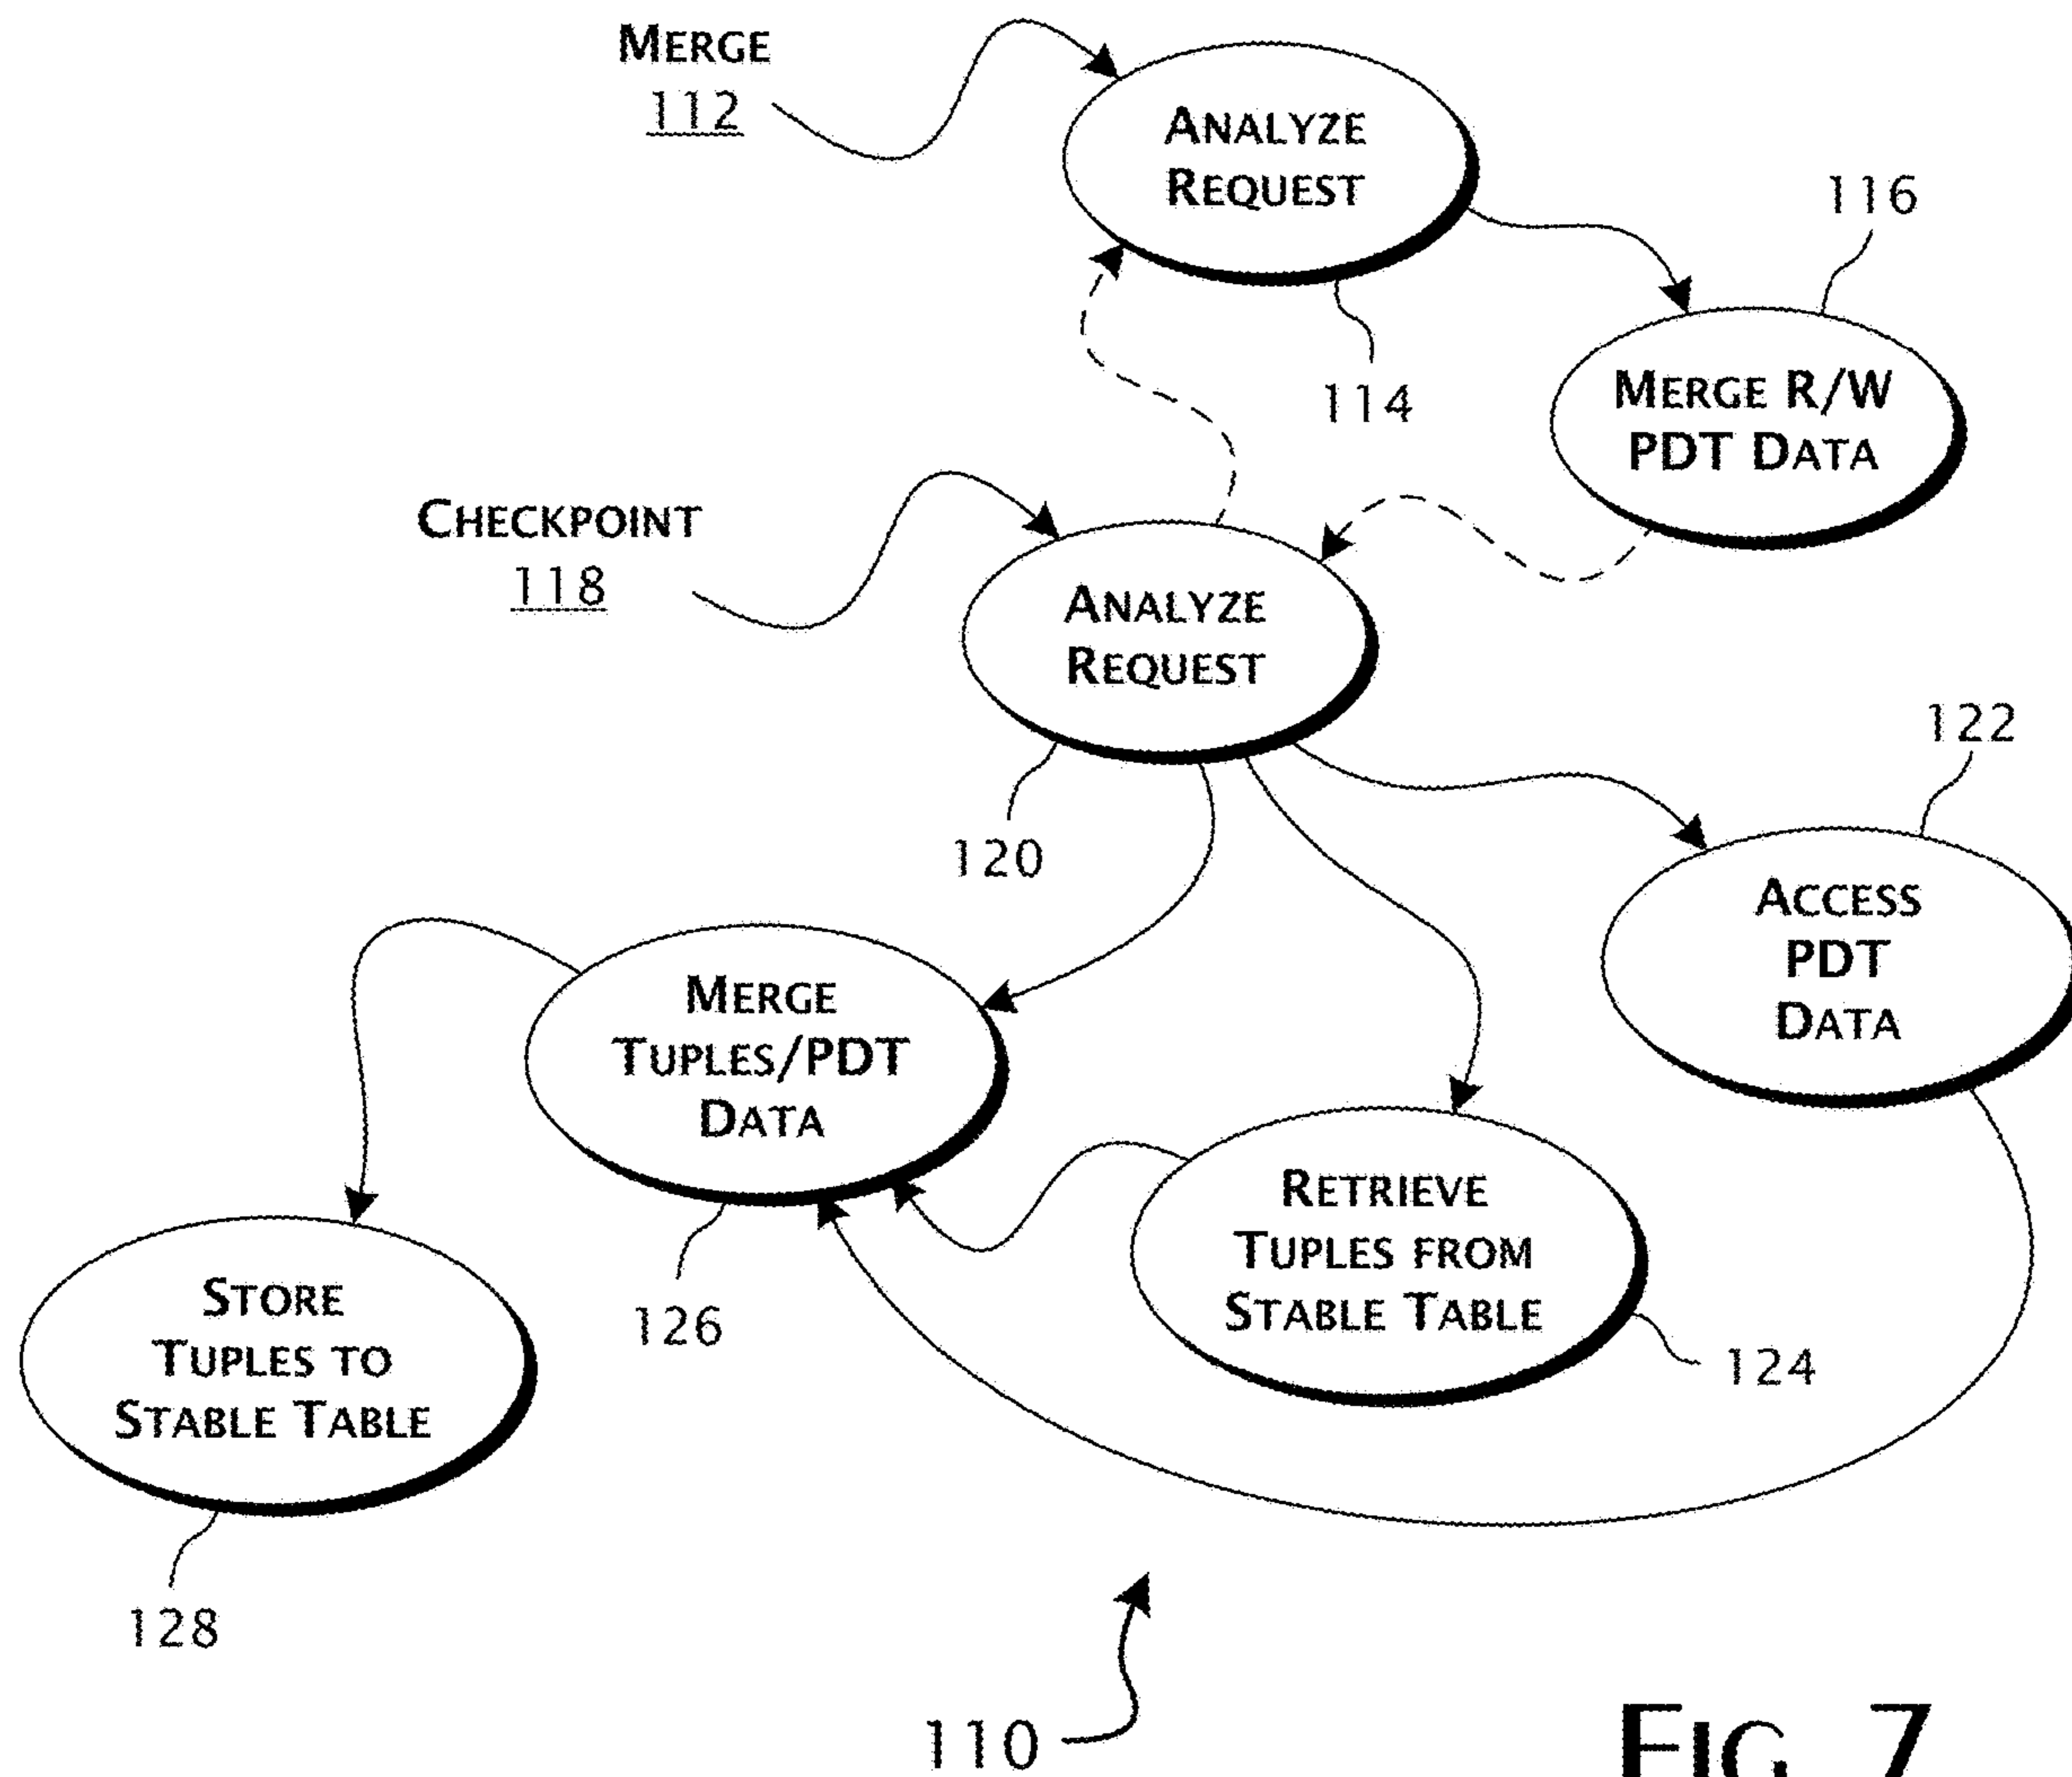 MERGE
112
ANALYZE
REQUEST
116
114
MERGE R/W
PDT DATA
CHECKPOINT
118
ANALYZE
REQUEST
122
120
ACCESS
PDT
DATA
MERGE
TUPLES/PDT
DATA
RETRIEVE
TUPLES FROM
STABLE TABLE
STORE
TUPLES TO
STABLE TABLE
126
124
128
110
FIG 7